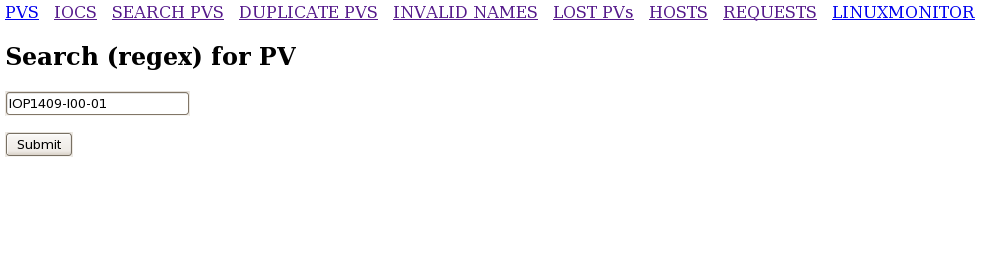 PVS IOCS SEARCH PVS DUPLICATE PVS INVALID NAMES LOST PVs HOSTS REQUESTS LINUXMONITOR
Search (regex) for PV
IOP1409-I00-01
Submit